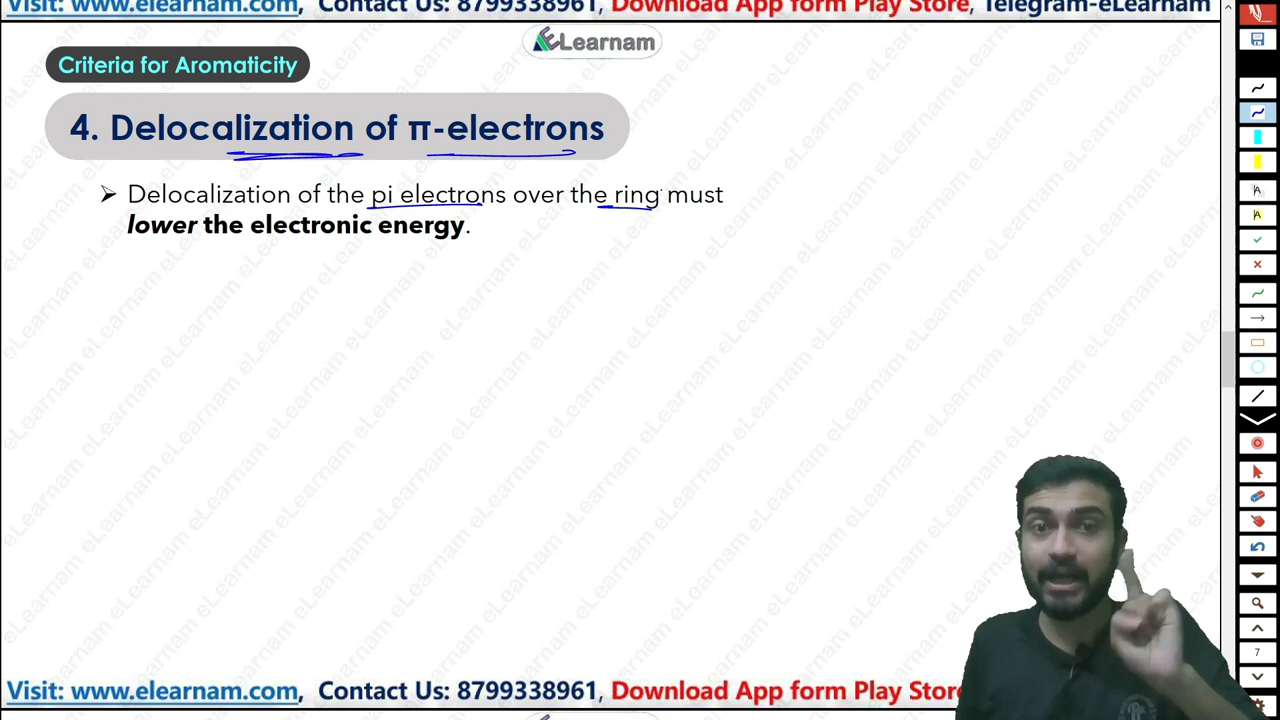 Visit: www.elearnam.com, Contact Us: 8799338961, Download App form Play Store, Telegram-eLearnam
ELearnam
Criteria for Aromaticity
4. Delocalization of π-electrons
➢ Delocalization of the pi electrons over the ring must
lower the electronic energy.
7
Visit: www.elearnam.com, Contact Us: 8799338961, Download App form Play Store